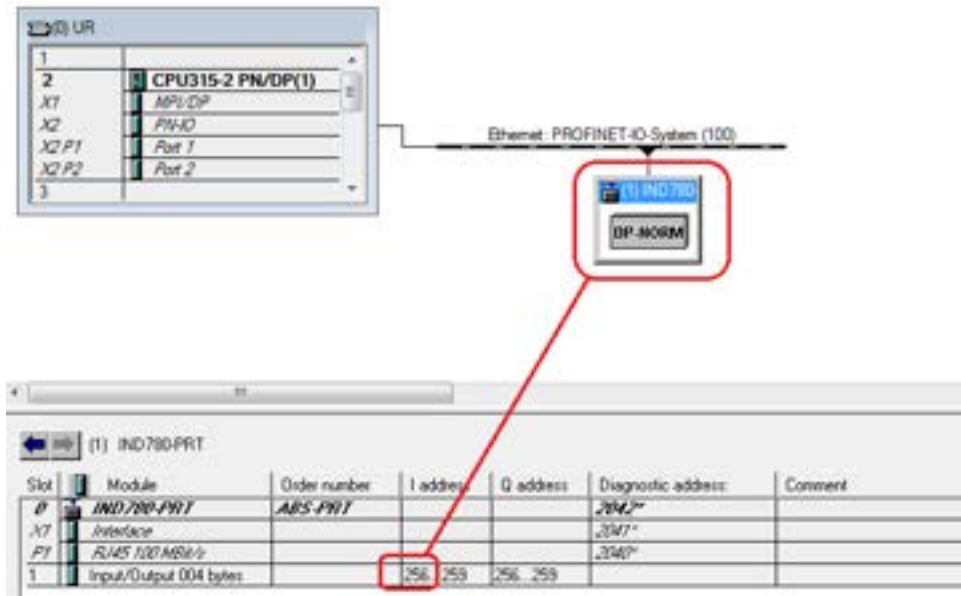 (0) UR
1
2 CPU315-2 PN/DP(1)
X1 MPI/DP
X2 PN-IO
X2 P1 Port 1
X2 P2 Port 2
3
Ethernet: PROFINET-IO-System (100)
(1) IND780
DP-NORM
(1) IND780-PRT
Slot Module Order number I address Q address Diagnostic address: Comment
0 IND780-PRT ABS-PRT 2042*
X1 Interface 2041*
P1 RJ45 100 MBit/s 2040*
1 Input/Output 004 bytes 256...259 256...259